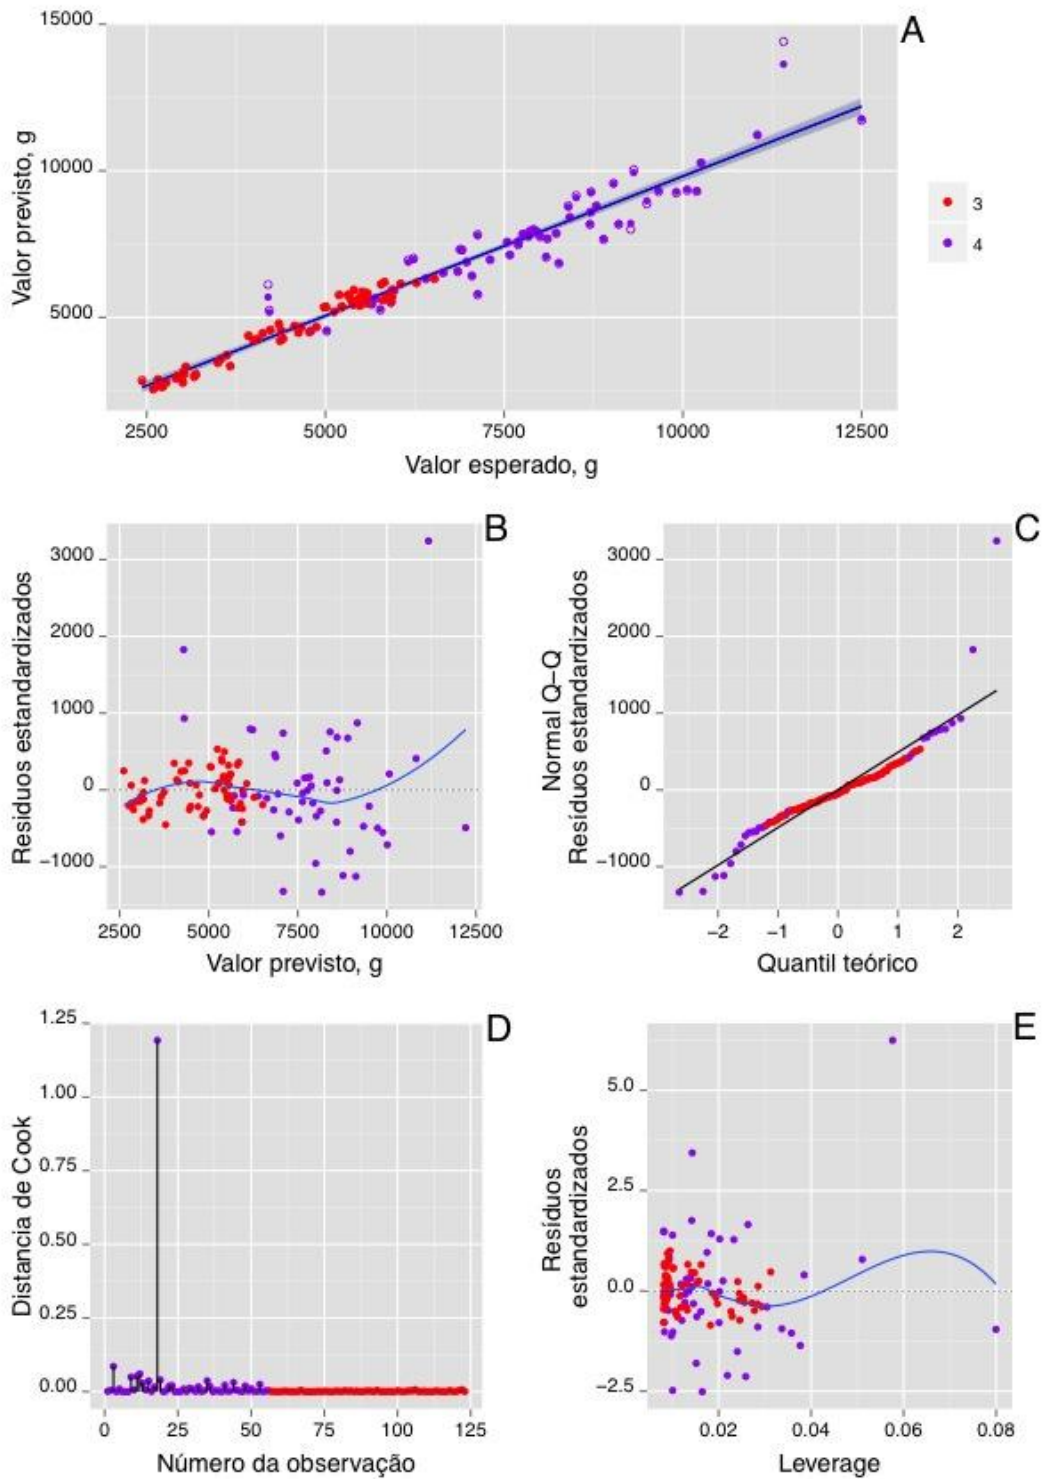 A
15000
10000
5000
Valor previsto, g
2500 5000 7500 10000 12500
Valor esperado, g
3
4
B
3000
2000
1000
0
−1000
Resíduos estandardizados
2500 5000 7500 10000 12500
Valor previsto, g
C
3000
2000
1000
0
−1000
Normal Q−Q
Resíduos estandardizados
−2 −1 0 1 2
Quantil teórico
D
1.25
1.00
0.75
0.50
0.25
0.00
Distancia de Cook
0 25 50 75 100 125
Número da observação
E
5.0
2.5
0.0
−2.5
Resíduos
estandardizados
0.02 0.04 0.06 0.08
Leverage